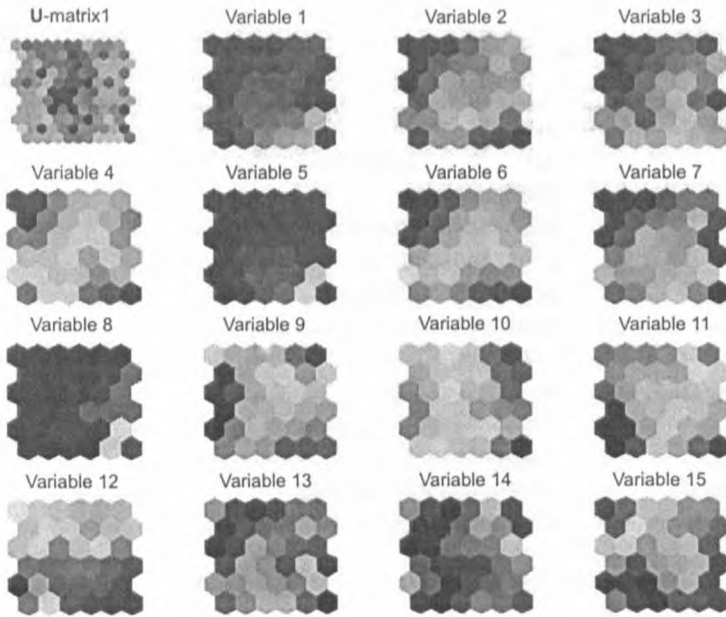 U-matrix1 Variable 1 Variable 2 Variable 3
Variable 4 Variable 5 Variable 6 Variable 7
Variable 8 Variable 9 Variable 10 Variable 11
Variable 12 Variable 13 Variable 14 Variable 15